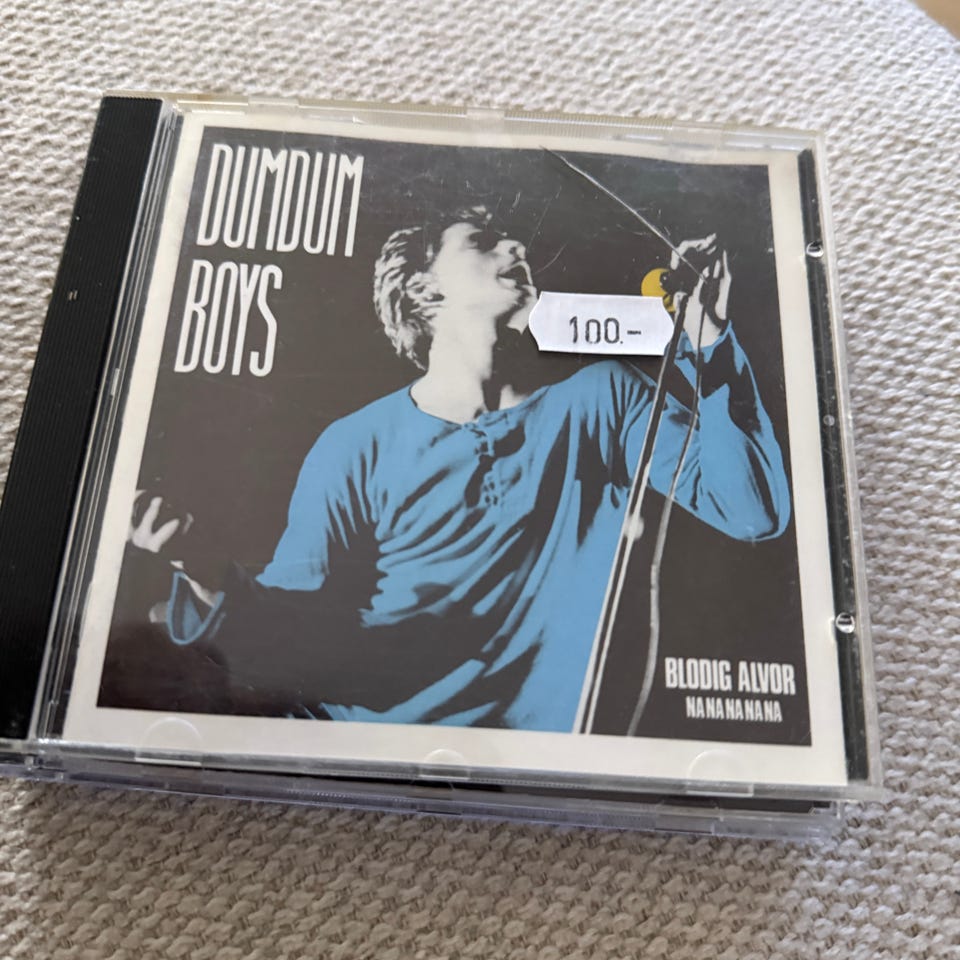 DUMDUM
BOYS
100.-
BLODIG ALVOR
NA NA NA NA NA